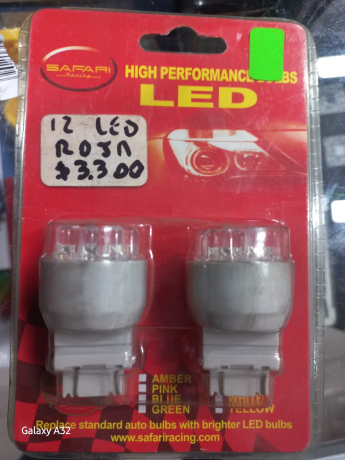 SAFARI
Racing
HIGH PERFORMANCE BULBS
LED
12 LED
ROJA
$3.300
AMBER
PINK
BLUE
GREEN
WHITE
YELLOW
Replace standard auto bulbs with brighter LED bulbs
www.safariracing.com
Galaxy A32